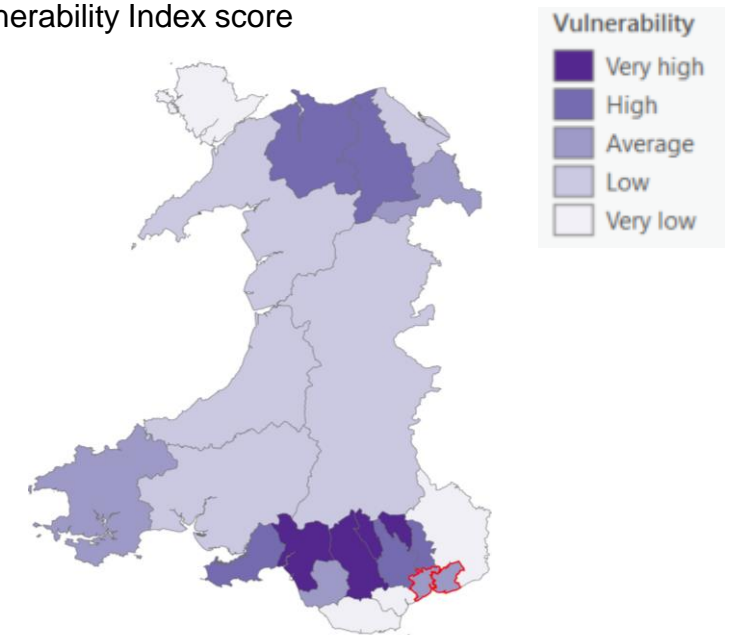 nerability Index score
Vulnerability
Very high
High
Average
Low
Very low